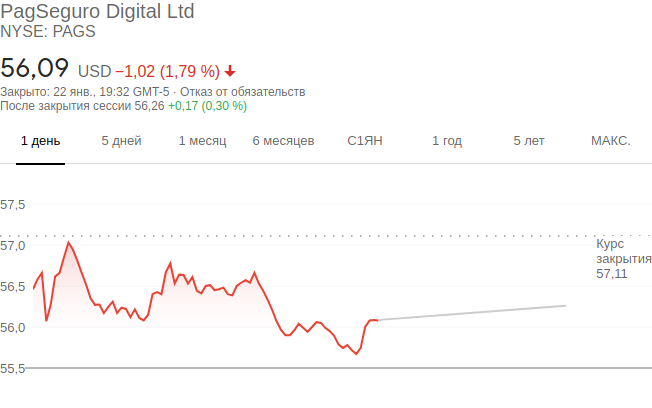 PagSeguro Digital Ltd
NYSE: PAGS
56,09 USD −1,02 (1,79 %)
Закрыто: 22 янв., 19:32 GMT-5 · Отказ от обязательств
После закрытия сессии 56,26 +0,17 (0,30 %)
1 день 5 дней 1 месяц 6 месяцев С1ЯН 1 год 5 лет МАКС.
57,5
57,0
Курс
закрытия
57,11
56,5
56,0
55,5